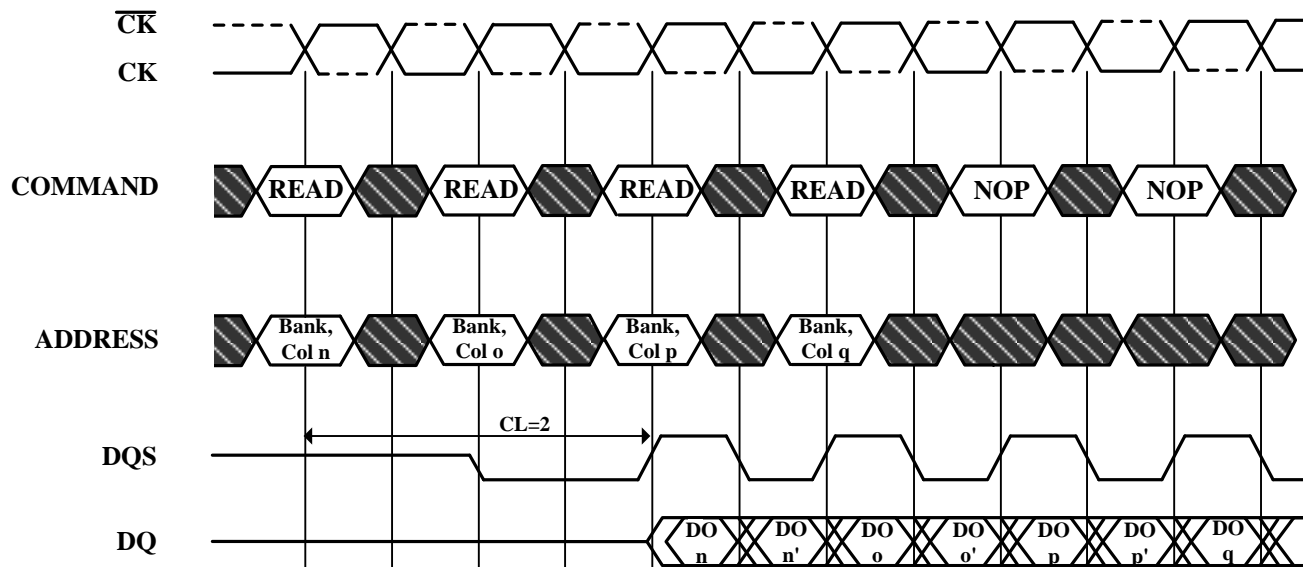 CK
CK
COMMAND READ READ READ READ NOP NOP
ADDRESS Bank, Col n Bank, Col o Bank, Col p Bank, Col q
CL=2
DQS
DQ DO n DO n' DO o DO o' DO p DO p' DO q